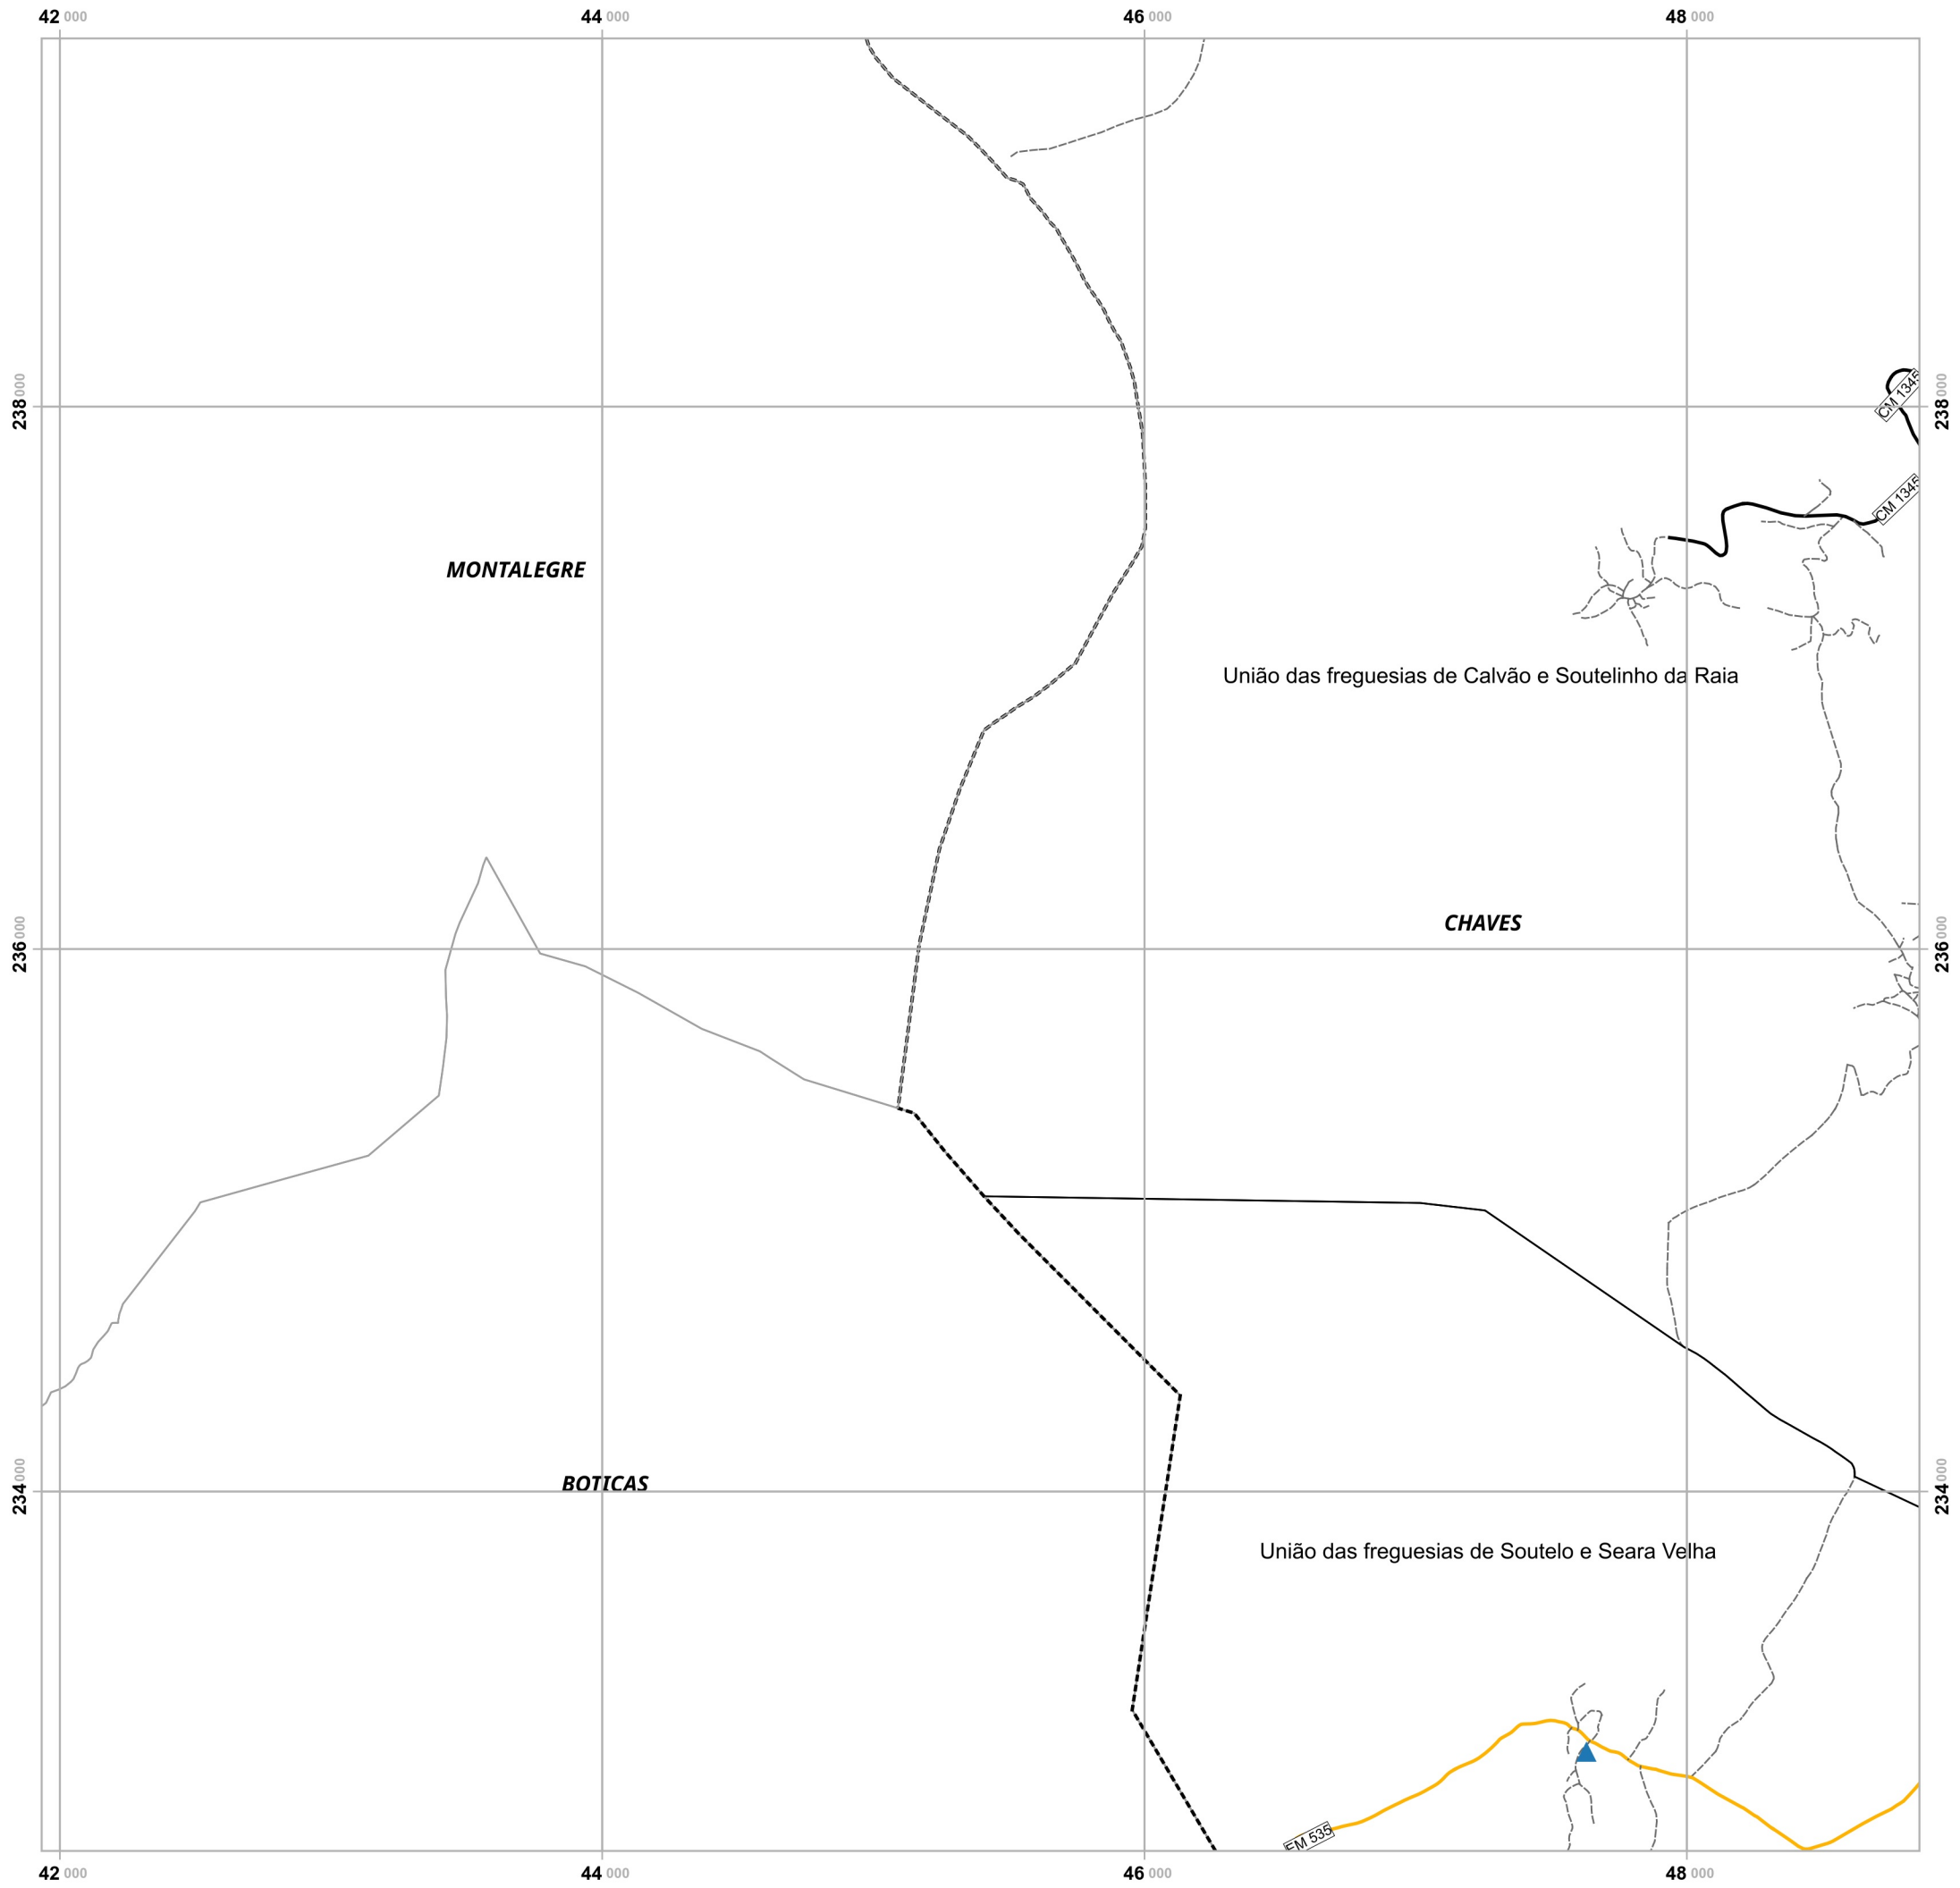 42 000 44 000 46 000 48 000
238 000
238 000
CM 1345
CM 1345
MONTALEGRE
União das freguesias de Calvão e Soutelinho da Raia
CHAVES
236 000
236 000
BOTICAS
234 000
234 000
União das freguesias de Soutelo e Seara Velha
EM 535
42 000 44 000 46 000 48 000